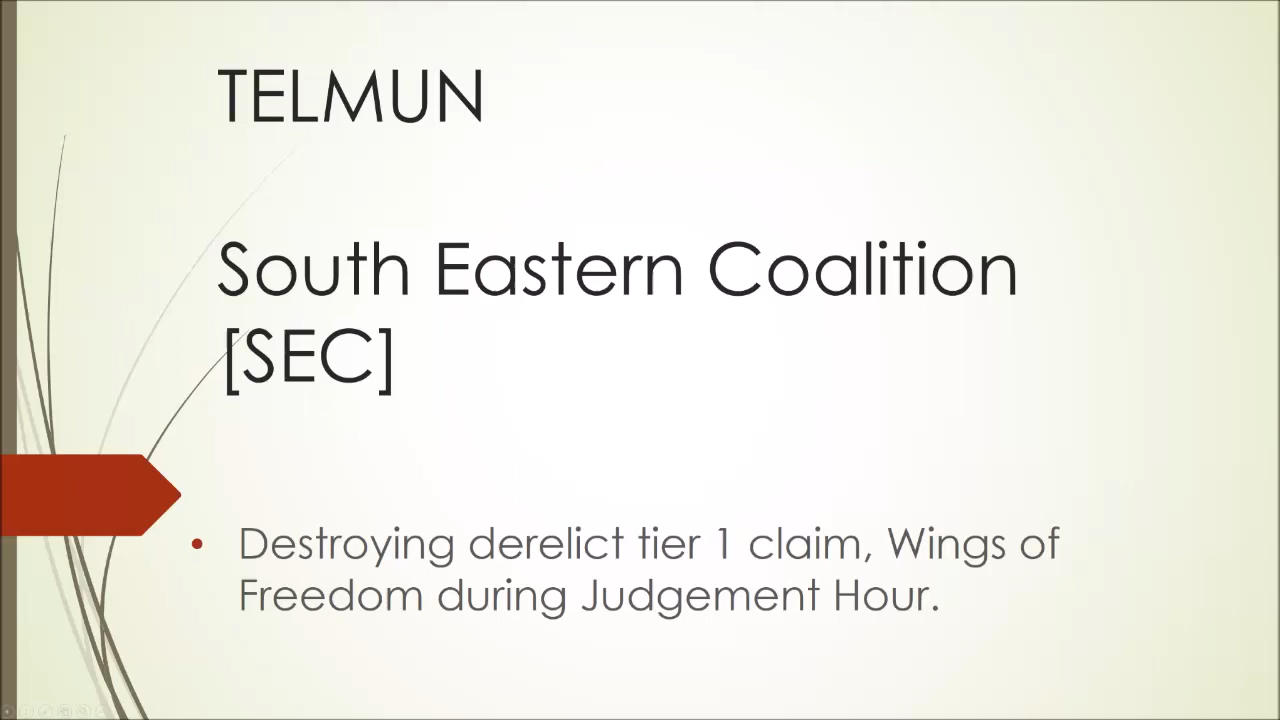 TELMUN
South Eastern Coalition
[SEC]
• Destroying derelict tier 1 claim, Wings of
Freedom during Judgement Hour.